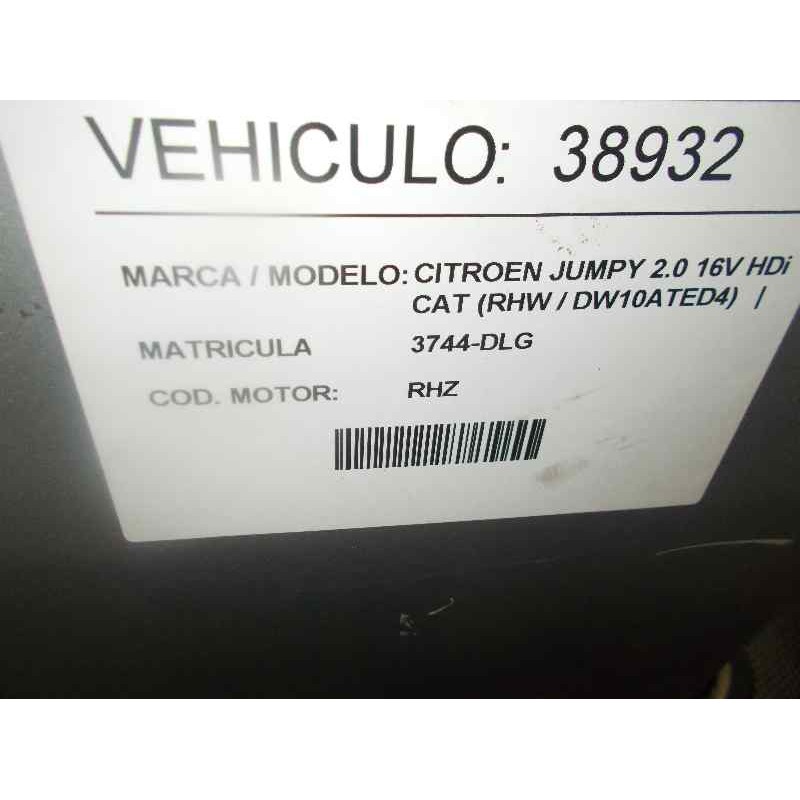 VEHICULO: 38932
MARCA / MODELO: CITROEN JUMPY 2.0 16V HDi
CAT (RHW / DW10ATED4) |
MATRICULA 3744-DLG
COD. MOTOR: RHZ